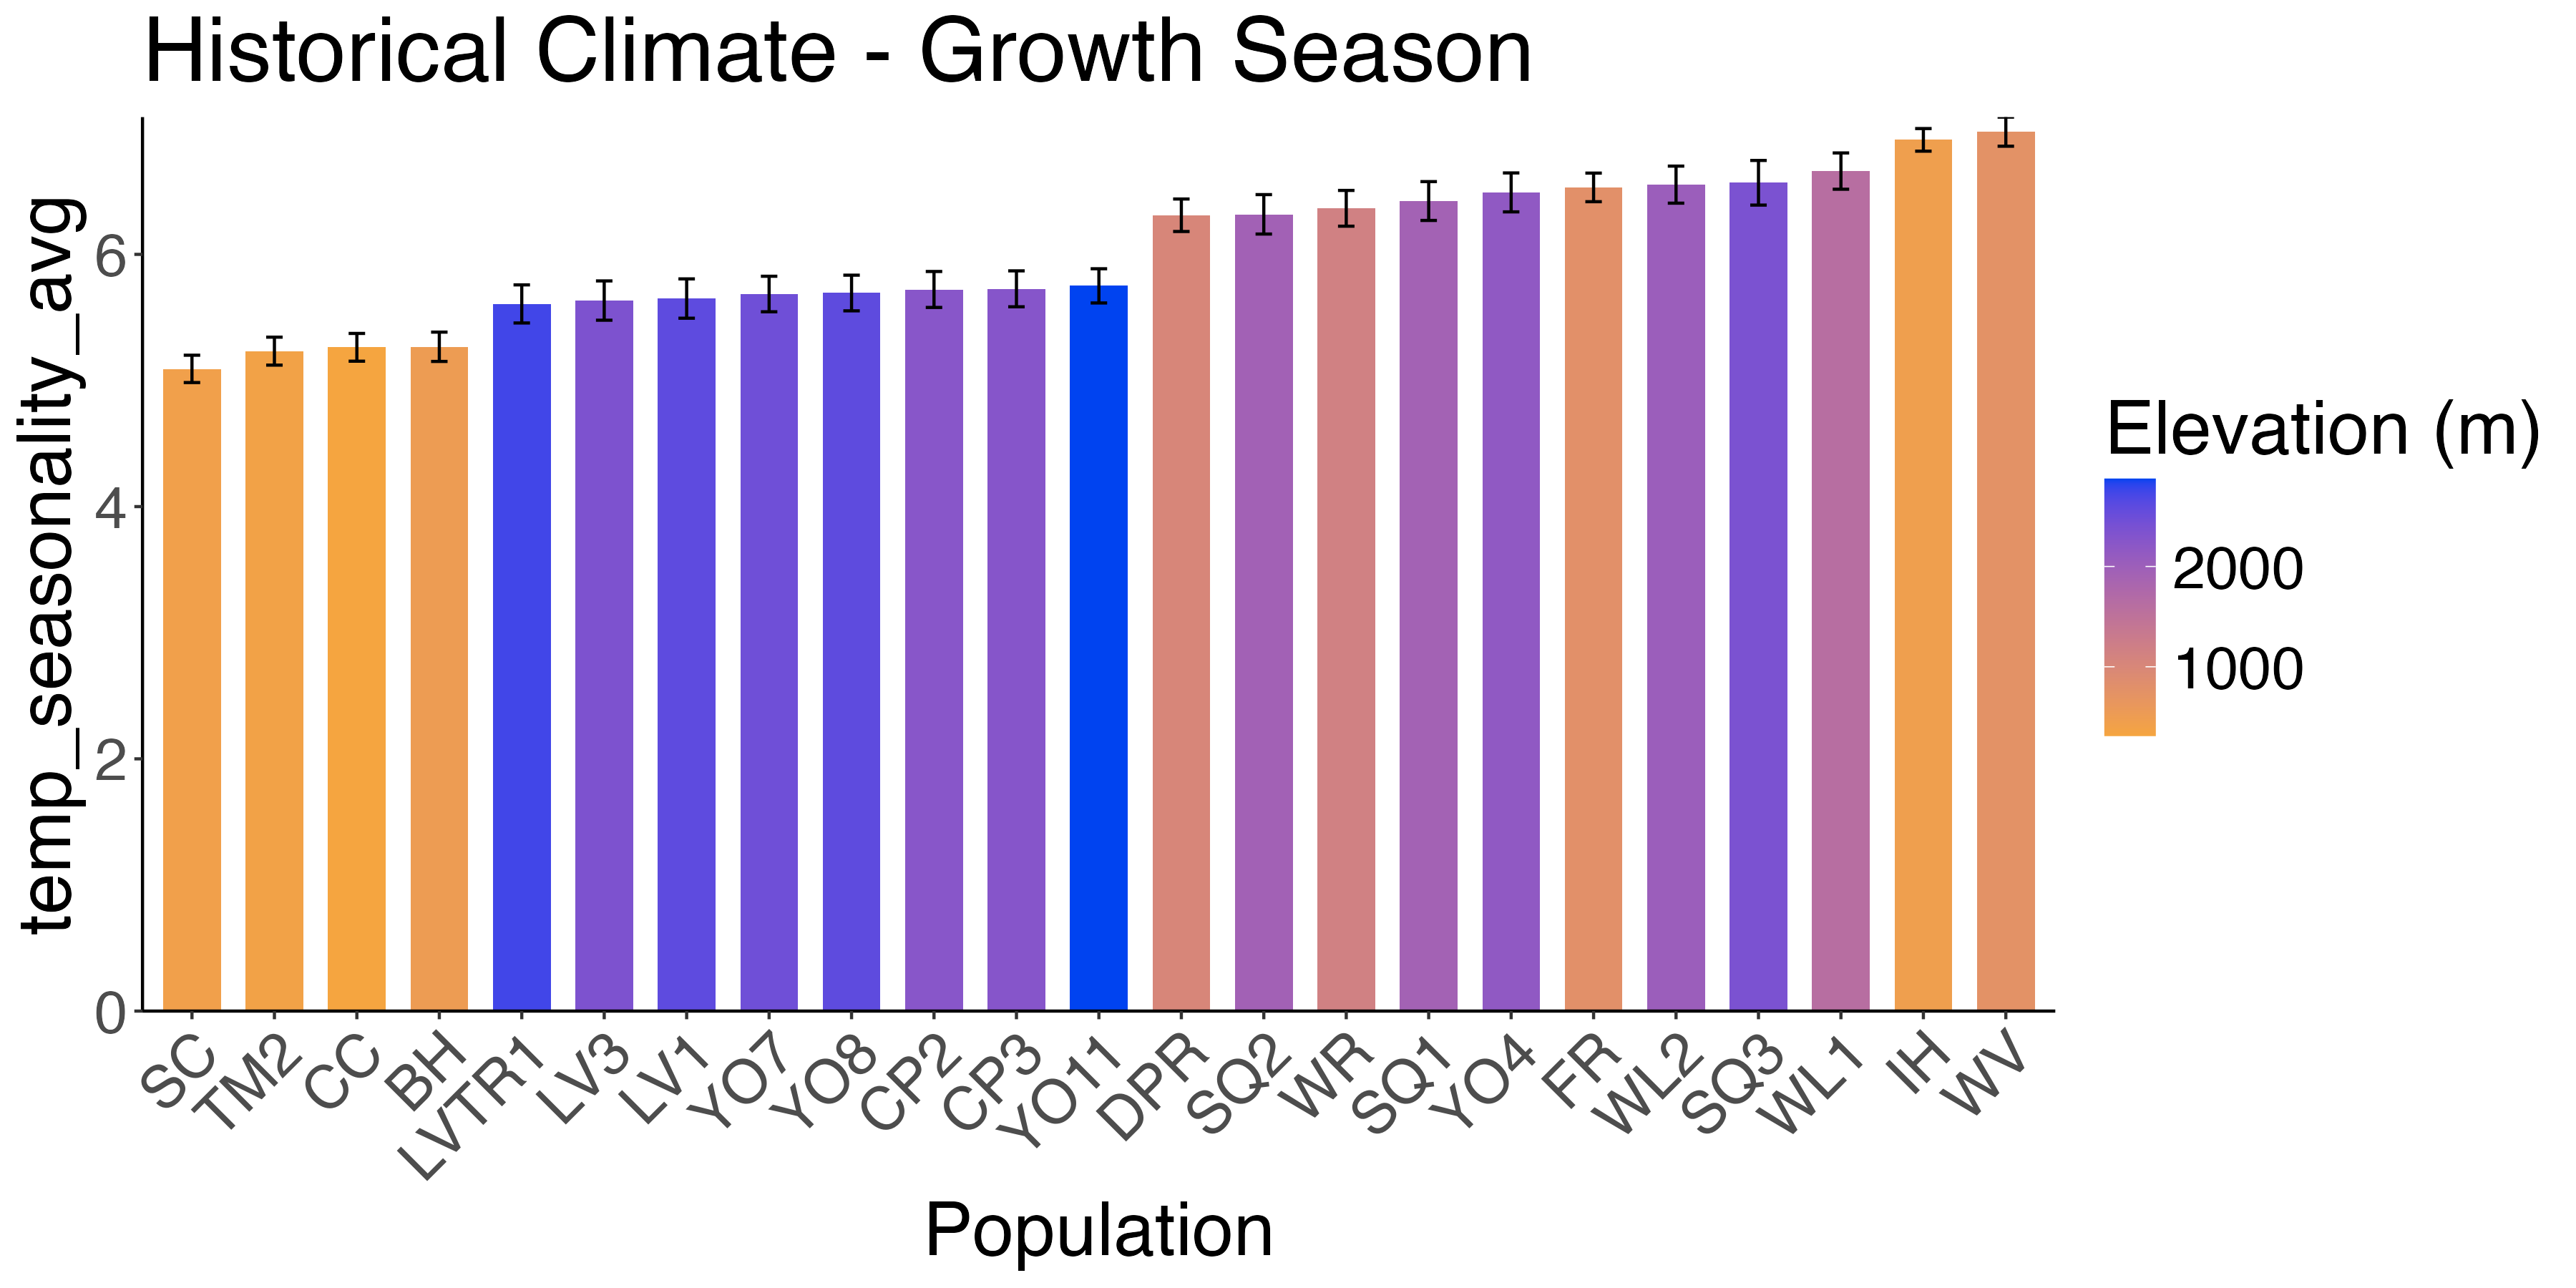 Historical Climate - Growth Season
temp_seasonality_avg
6
4
2
0
SC
TM2
CC
BH
LVTR1
LV3
LV1
YO7
YO8
CP2
CP3
YO11
DPR
SQ2
WR
SQ1
YO4
FR
WL2
SQ3
WL1
IH
WV
Population
Elevation (m)
2000
1000